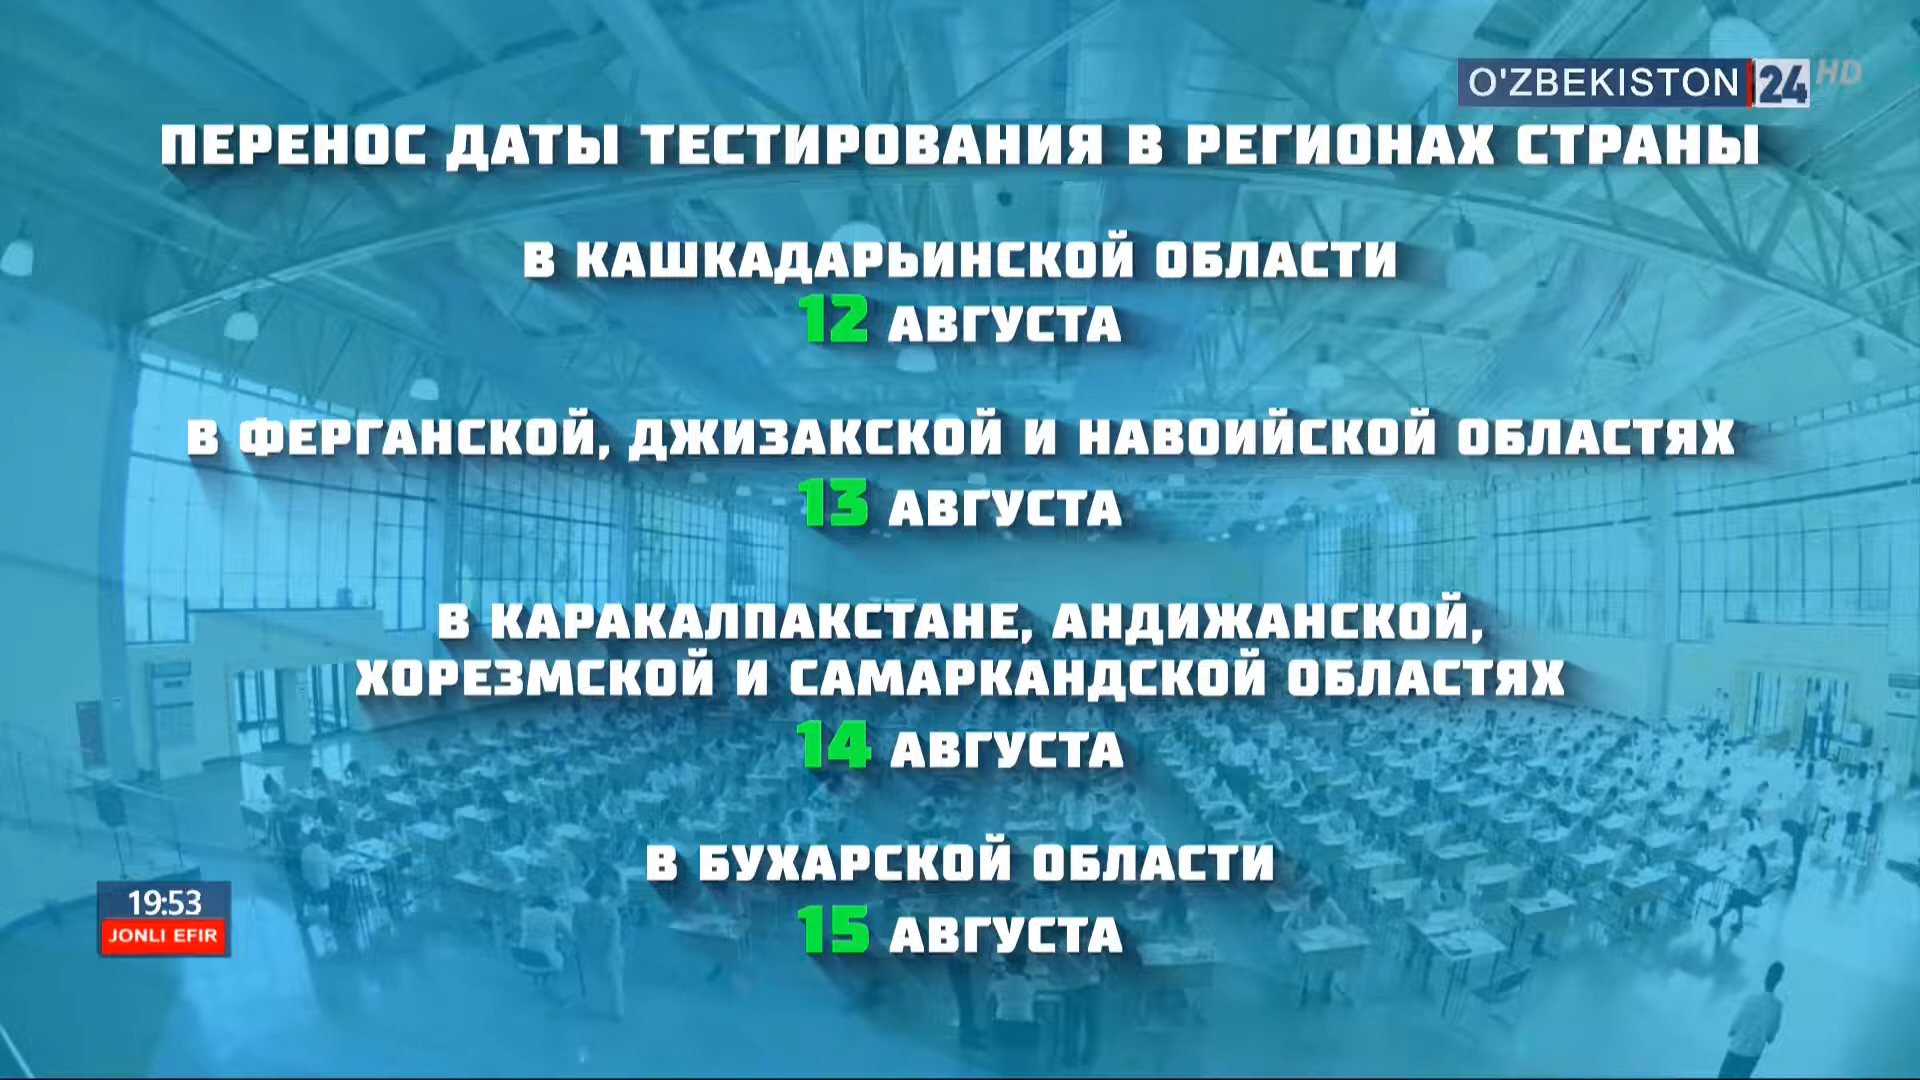 O'ZBEKISTON 24 HD
ПЕРЕНОС ДАТЫ ТЕСТИРОВАНИЯ В РЕГИОНАХ СТРАНЫ
В КАШКАДАРЬИНСКОЙ ОБЛАСТИ
12 АВГУСТА
В ФЕРГАНСКОЙ, ДЖИЗАКСКОЙ И НАВОИЙСКОЙ ОБЛАСТЯХ
13 АВГУСТА
В КАРАКАЛПАКСТАНЕ, АНДИЖАНСКОЙ,
ХОРЕЗМСКОЙ И САМАРКАНДСКОЙ ОБЛАСТЯХ
14 АВГУСТА
В БУХАРСКОЙ ОБЛАСТИ
15 АВГУСТА
19:53
JONLI EFIR